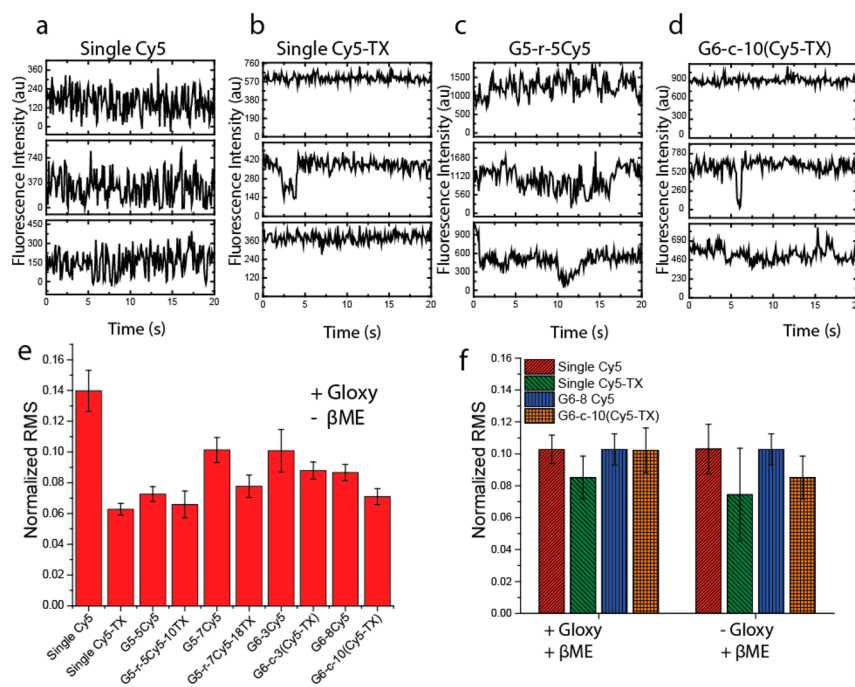 a
Single Cy5
b
Single Cy5-TX
c
G5-r-5Cy5
d
G6-c-10(Cy5-TX)
Fluorescence Intensity (au)
360
240
120
0
740
370
0
450
300
150
0
0 5 10 15 20
Time (s)
Fluorescence Intensity (au)
760
570
380
190
0
420
280
140
0
360
270
180
90
0
0 5 10 15 20
Time (s)
Fluorescence Intensity (au)
1500
1000
500
0
1680
1120
560
0
900
600
300
0
0 5 10 15 20
Time (s)
Fluorescence Intensity (au)
900
600
300
0
780
520
260
0
690
460
230
0
0 5 10 15 20
Time (s)
e
+ Gloxy
- βME
Normalized RMS
0.16
0.14
0.12
0.10
0.08
0.06
0.04
0.02
0.00
Single Cy5
Single Cy5-TX
G5-5Cy5
G5-r-5Cy5-10TX
G5-7Cy5
G5-r-7Cy5-18TX
G6-3Cy5
G6-c-3(Cy5-TX)
G6-8Cy5
G6-c-10(Cy5-TX)
f
Single Cy5
Single Cy5-TX
G6-8 Cy5
G6-c-10(Cy5-TX)
Normalized RMS
0.16
0.14
0.12
0.10
0.08
0.06
0.04
0.02
0.00
+ Gloxy
+ βME
- Gloxy
+ βME